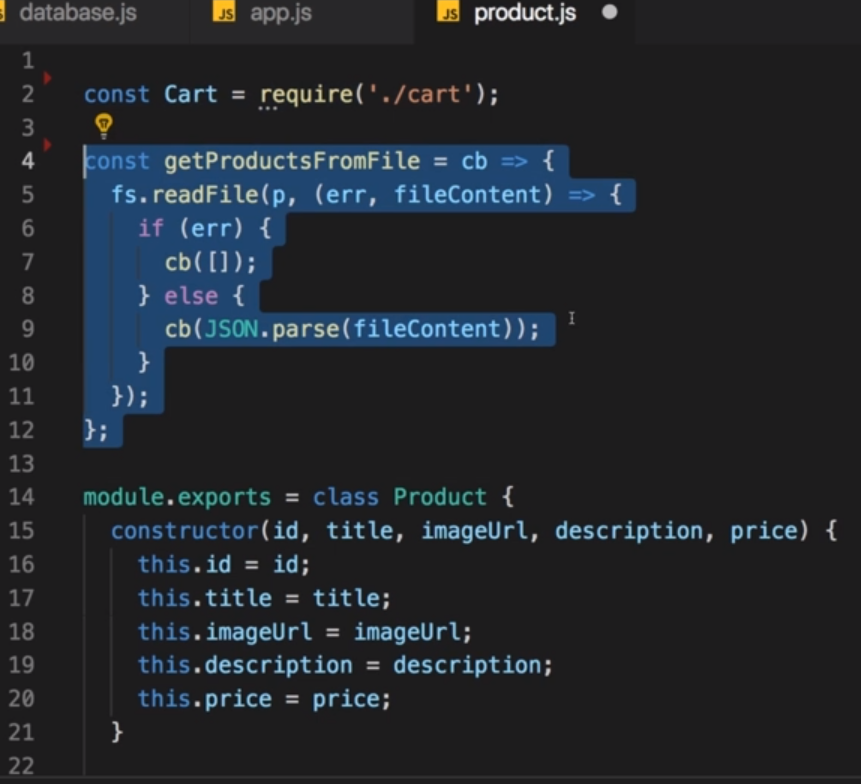 database.js JS app.js JS product.js
1
2 const Cart = require('./cart');
3
4 const getProductsFromFile = cb => {
5 fs.readFile(p, (err, fileContent) => {
6 if (err) {
7 cb([]);
8 } else {
9 cb(JSON.parse(fileContent));
10 }
11 });
12 };
13
14 module.exports = class Product {
15 constructor(id, title, imageUrl, description, price) {
16 this.id = id;
17 this.title = title;
18 this.imageUrl = imageUrl;
19 this.description = description;
20 this.price = price;
21 }
22